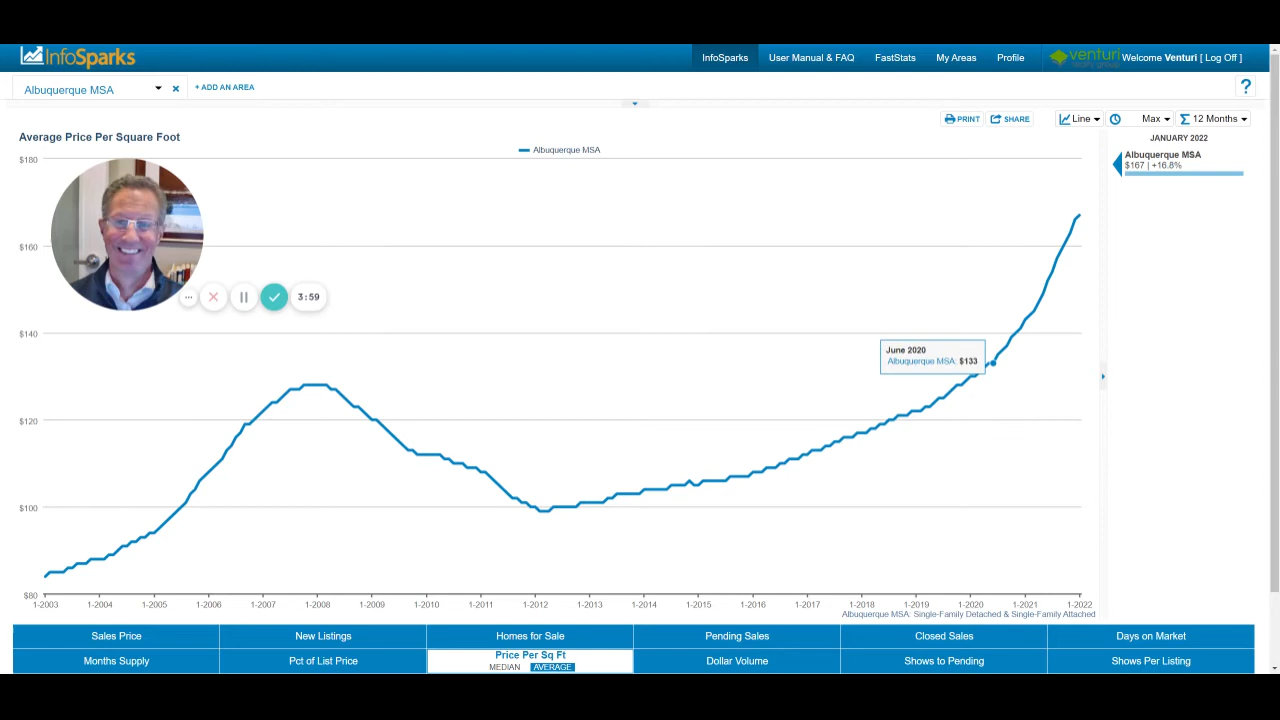 InfoSparks
InfoSparks User Manual & FAQ FastStats My Areas Profile venturi Welcome Venturi [ Log Off ]
Albuquerque MSA + ADD AN AREA ?
PRINT SHARE Line Max 12 Months
Average Price Per Square Foot
Albuquerque MSA
JANUARY 2022
Albuquerque MSA
$167 | +16.8%
$180
$160
3:59
$140
June 2020
Albuquerque MSA: $133
$120
$100
$80
1-2003 1-2004 1-2005 1-2006 1-2007 1-2008 1-2009 1-2010 1-2011 1-2012 1-2013 1-2014 1-2015 1-2016 1-2017 1-2018 1-2019 1-2020 1-2021 1-2022
Albuquerque MSA: Single-Family Detached & Single-Family Attached
Sales Price New Listings Homes for Sale Pending Sales Closed Sales Days on Market
Months Supply Pct of List Price Price Per Sq Ft Dollar Volume Shows to Pending Shows Per Listing
MEDIAN AVERAGE